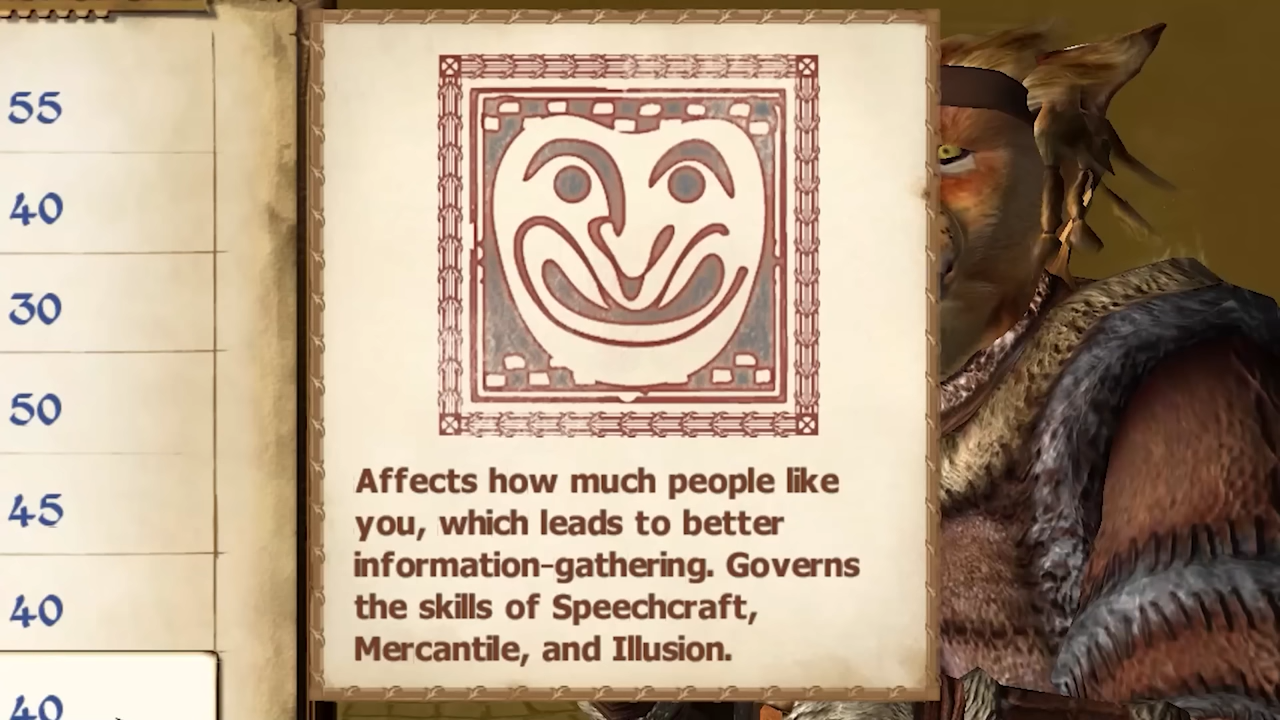 55
40
30
50
45
40
40
Affects how much people like
you, which leads to better
information-gathering. Governs
the skills of Speechcraft,
Mercantile, and Illusion.